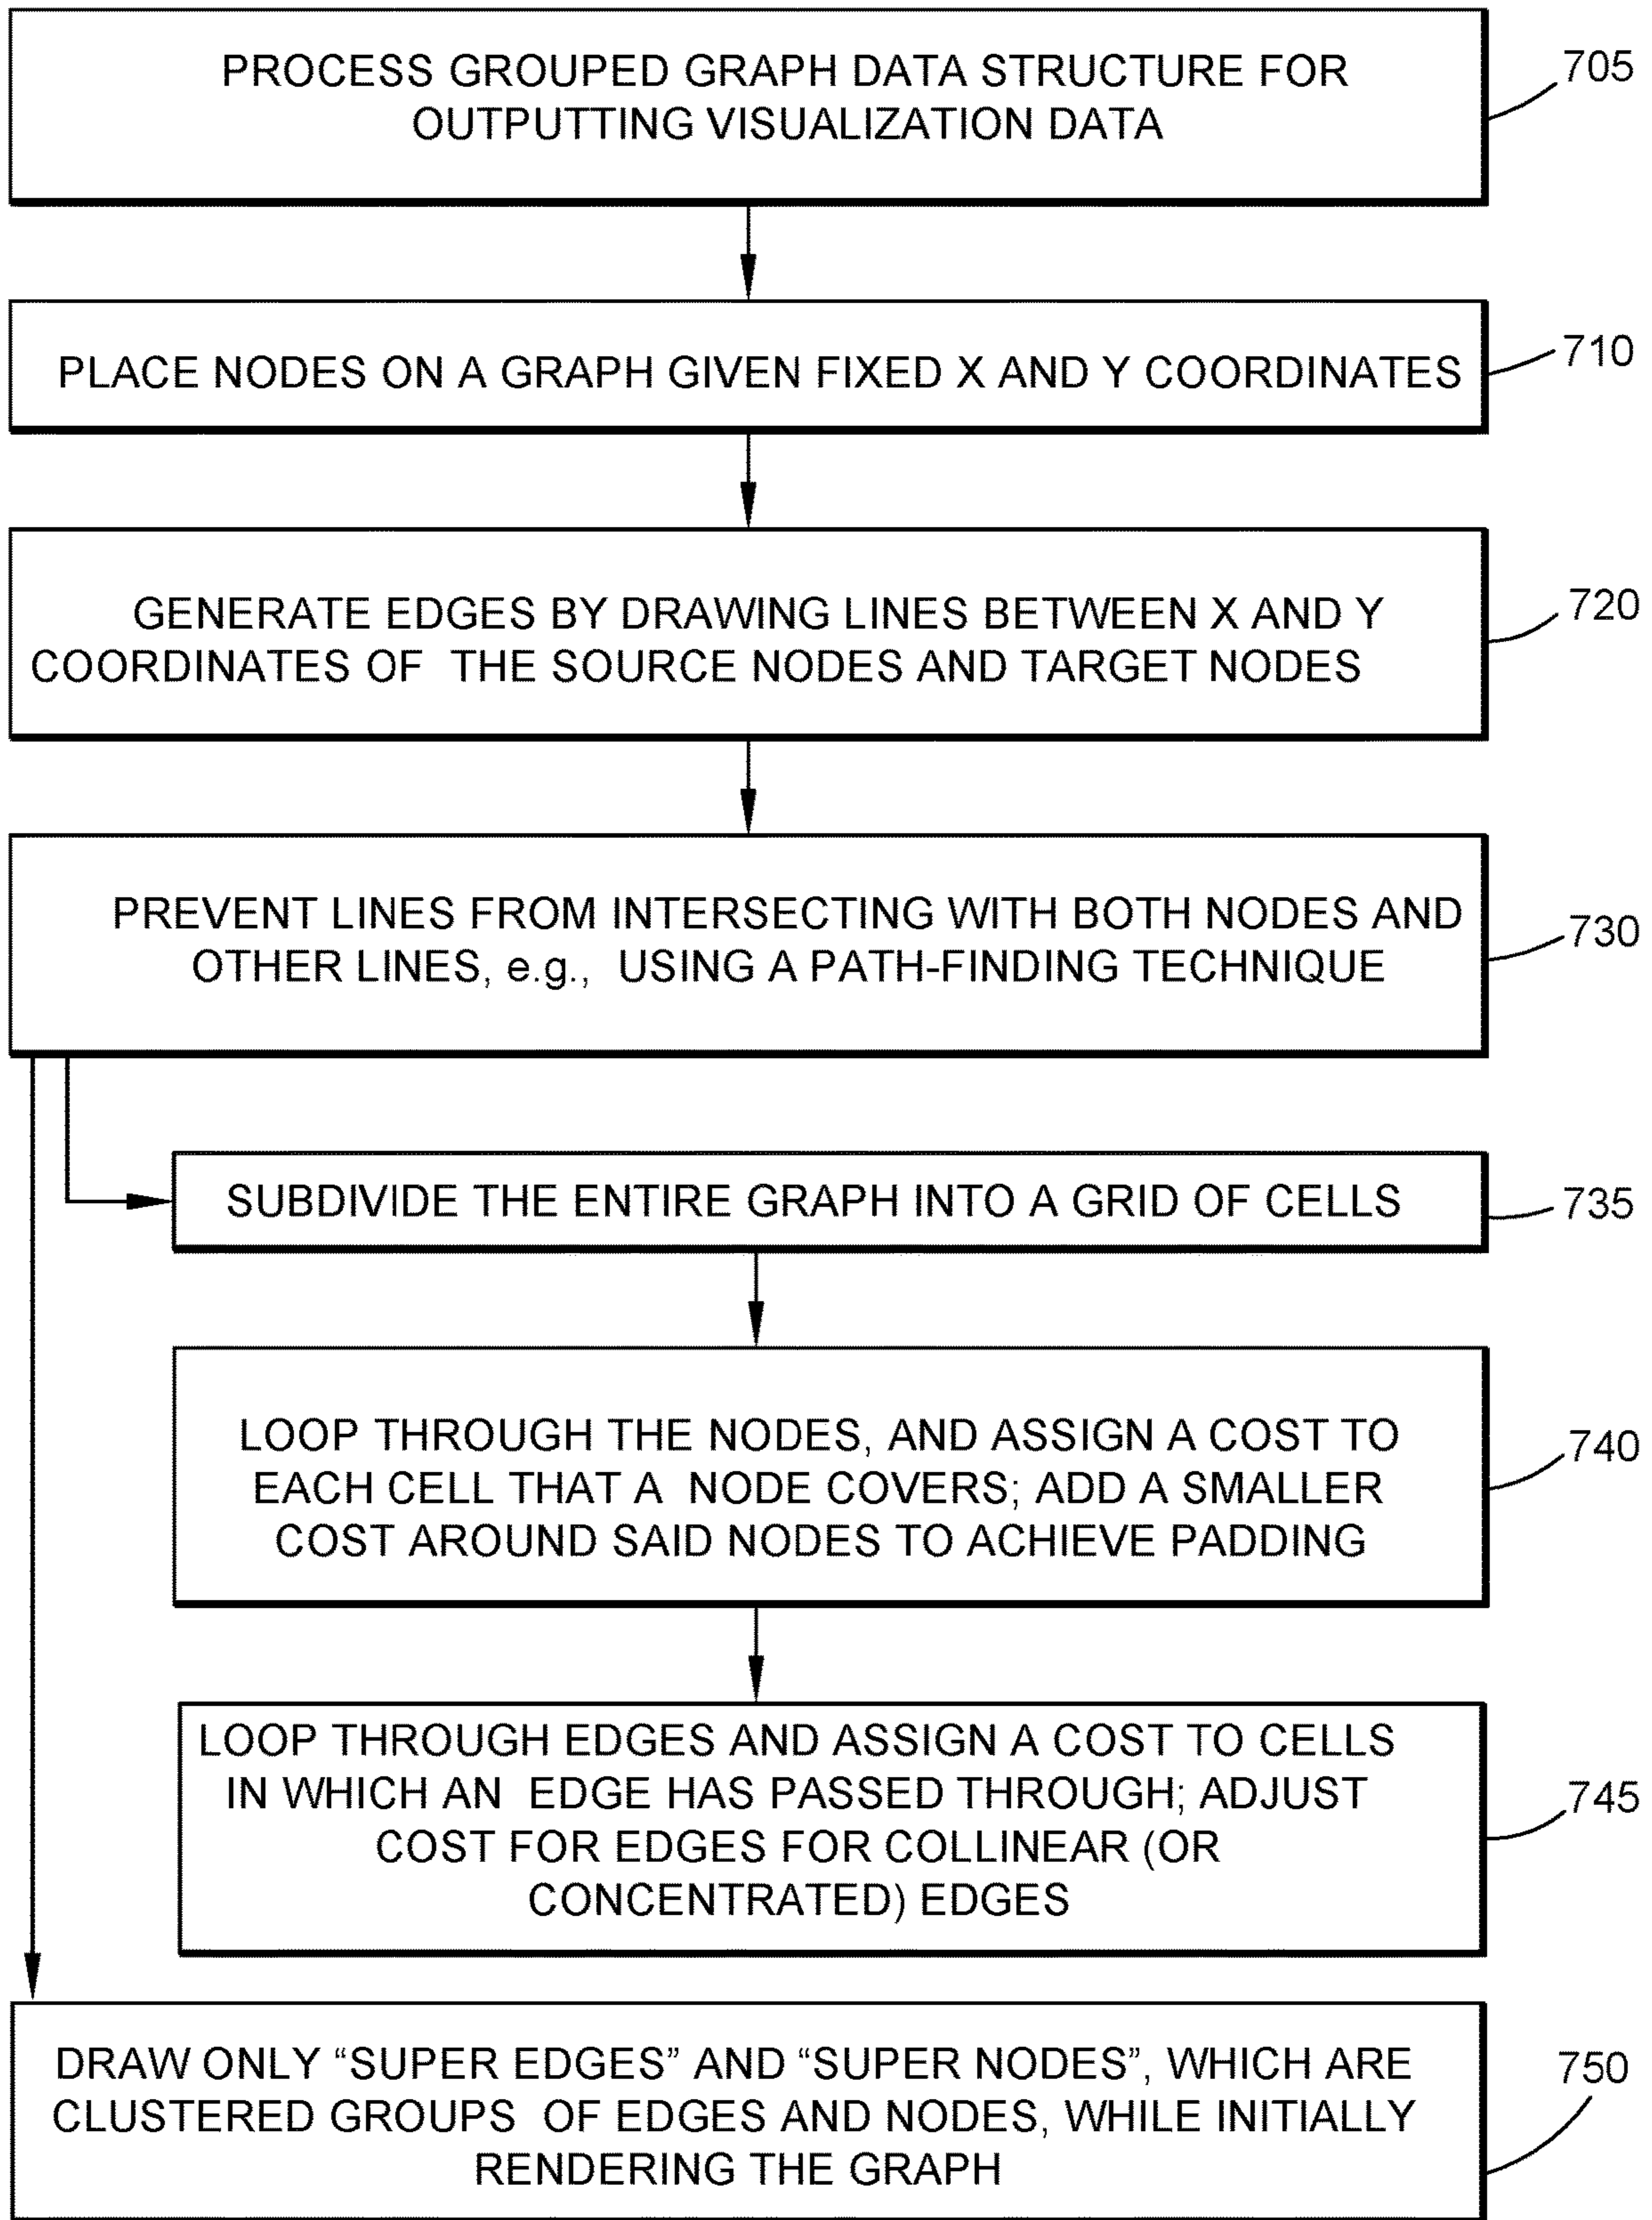 PROCESS GROUPED GRAPH DATA STRUCTURE FOR
OUTPUTTING VISUALIZATION DATA
705
PLACE NODES ON A GRAPH GIVEN FIXED X AND Y COORDINATES
710
GENERATE EDGES BY DRAWING LINES BETWEEN X AND Y
COORDINATES OF THE SOURCE NODES AND TARGET NODES
720
PREVENT LINES FROM INTERSECTING WITH BOTH NODES AND
OTHER LINES, e.g., USING A PATH-FINDING TECHNIQUE
730
SUBDIVIDE THE ENTIRE GRAPH INTO A GRID OF CELLS
735
LOOP THROUGH THE NODES, AND ASSIGN A COST TO
EACH CELL THAT A NODE COVERS; ADD A SMALLER
COST AROUND SAID NODES TO ACHIEVE PADDING
740
LOOP THROUGH EDGES AND ASSIGN A COST TO CELLS
IN WHICH AN EDGE HAS PASSED THROUGH; ADJUST
COST FOR EDGES FOR COLLINEAR (OR
CONCENTRATED) EDGES
745
DRAW ONLY “SUPER EDGES” AND “SUPER NODES”, WHICH ARE
CLUSTERED GROUPS OF EDGES AND NODES, WHILE INITIALLY
RENDERING THE GRAPH
750